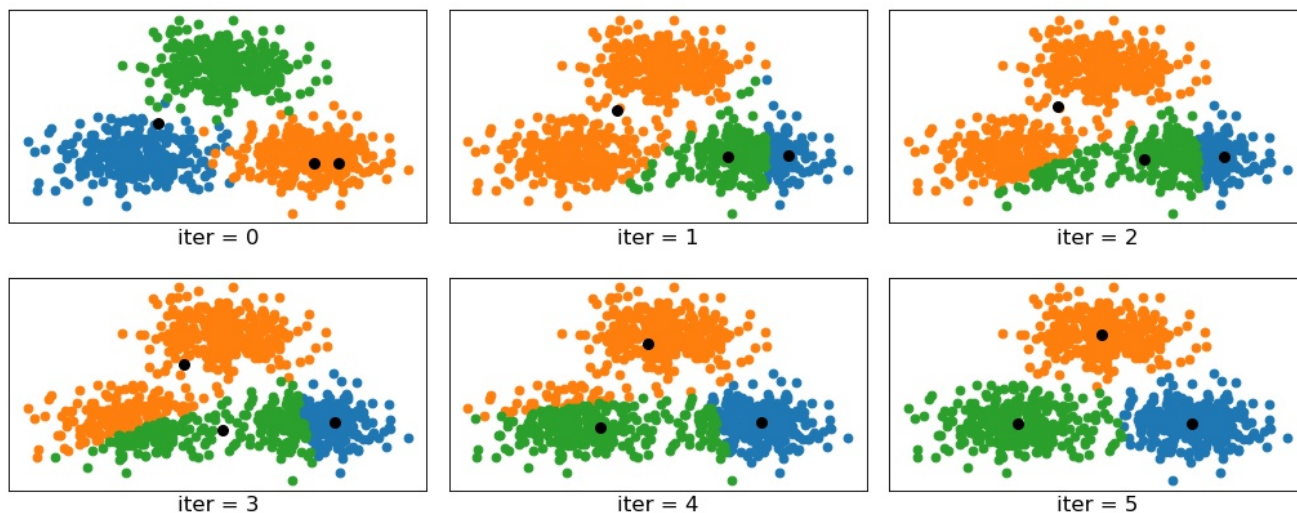 iter = 0
iter = 1
iter = 2
iter = 3
iter = 4
iter = 5